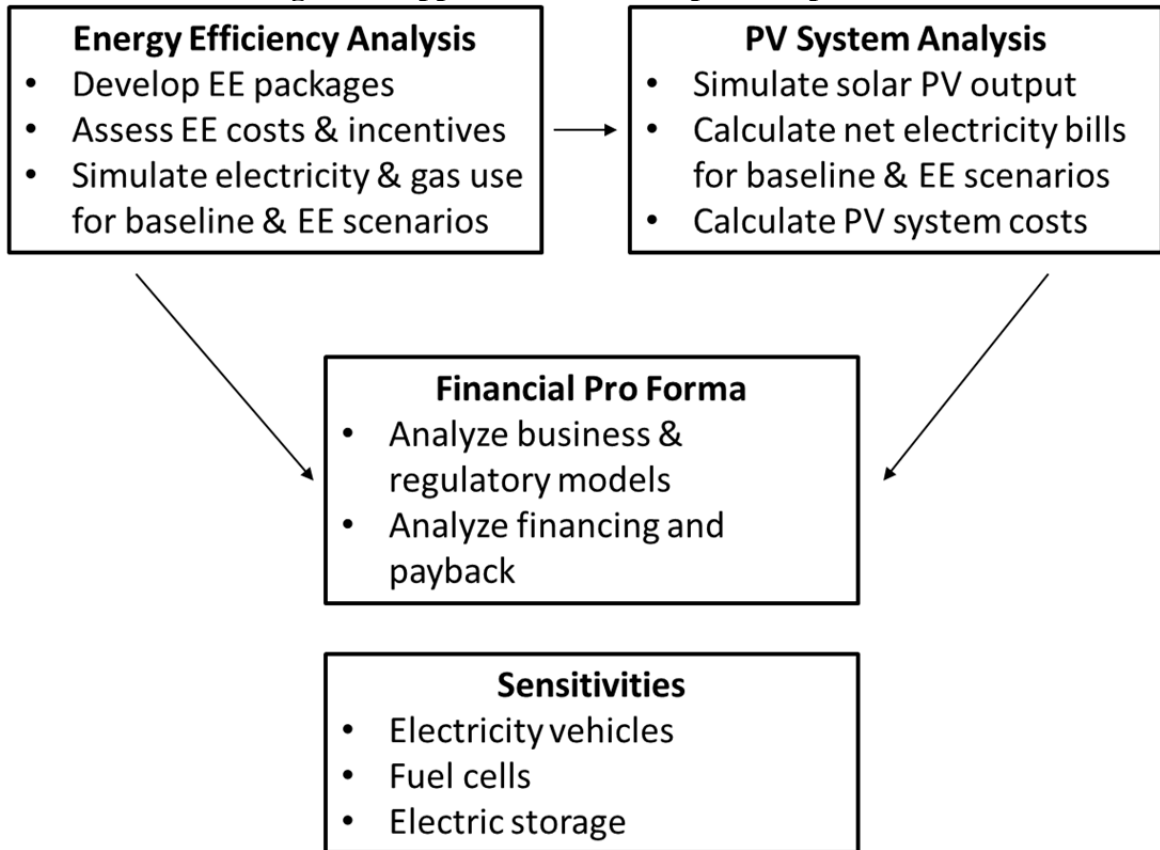 Energy Efficiency Analysis
• Develop EE packages
• Assess EE costs & incentives
• Simulate electricity & gas use
for baseline & EE scenarios
PV System Analysis
• Simulate solar PV output
• Calculate net electricity bills
for baseline & EE scenarios
• Calculate PV system costs
Financial Pro Forma
• Analyze business &
regulatory models
• Analyze financing and
payback
Sensitivities
• Electricity vehicles
• Fuel cells
• Electric storage